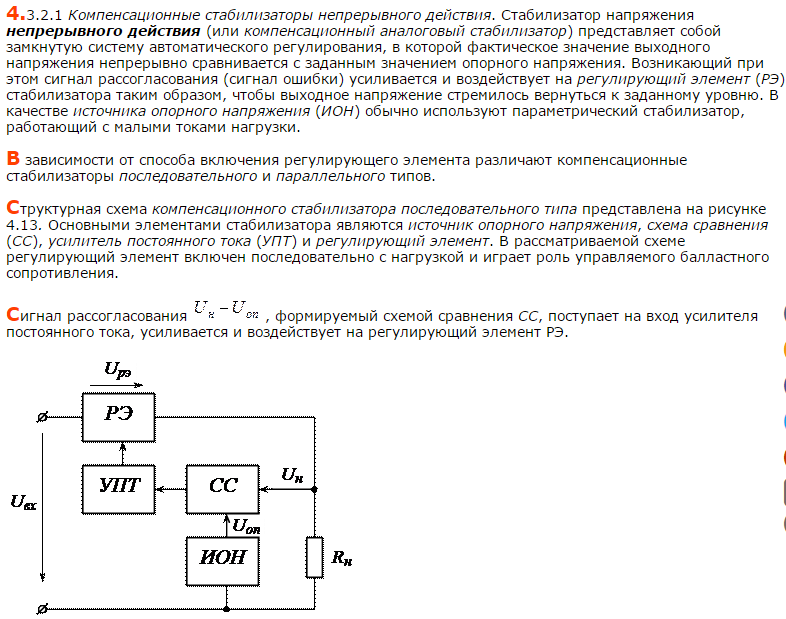 4.3.2.1 Компенсационные стабилизаторы непрерывного действия. Стабилизатор напряжения
непрерывного действия (или компенсационный аналоговый стабилизатор) представляет собой
замкнутую систему автоматического регулирования, в которой фактическое значение выходного
напряжения непрерывно сравнивается с заданным значением опорного напряжения. Возникающий при
этом сигнал рассогласования (сигнал ошибки) усиливается и воздействует на регулирующий элемент (РЭ)
стабилизатора таким образом, чтобы выходное напряжение стремилось вернуться к заданному уровню. В
качестве источника опорного напряжения (ИОН) обычно используют параметрический стабилизатор,
работающий с малыми токами нагрузки.
В зависимости от способа включения регулирующего элемента различают компенсационные
стабилизаторы последовательного и параллельного типов.
Структурная схема компенсационного стабилизатора последовательного типа представлена на рисунке
4.13. Основными элементами стабилизатора являются источник опорного напряжения, схема сравнения
(СС), усилитель постоянного тока (УПТ) и регулирующий элемент. В рассматриваемой схеме
регулирующий элемент включен последовательно с нагрузкой и играет роль управляемого балластного
сопротивления.
Сигнал рассогласования Uн – Uоп , формируемый схемой сравнения СС, поступает на вход усилителя
постоянного тока, усиливается и воздействует на регулирующий элемент РЭ.
Uрэ
РЭ
УПТ
СС
Uн
Uвх
Uоп
ИОН
Rн